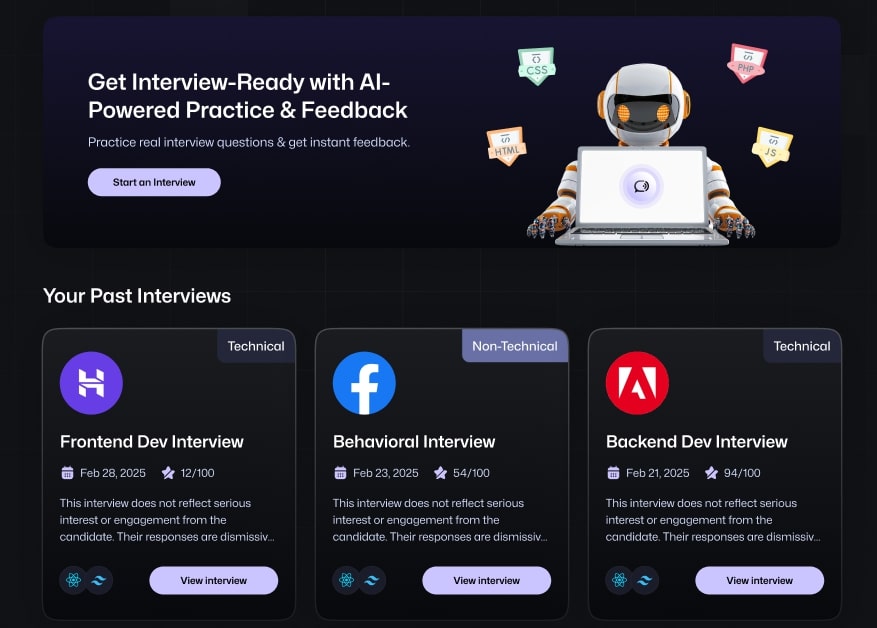 Get Interview-Ready with AI-
Powered Practice & Feedback
Practice real interview questions & get instant feedback.
Start an Interview
CSS
PHP
HTML
JS
Your Past Interviews
Technical
Frontend Dev Interview
Feb 28, 2025 12/100
This interview does not reflect serious
interest or engagement from the
candidate. Their responses are dismissiv...
View interview
Non-Technical
Behavioral Interview
Feb 23, 2025 54/100
This interview does not reflect serious
interest or engagement from the
candidate. Their responses are dismissiv...
View interview
Technical
Backend Dev Interview
Feb 21, 2025 94/100
This interview does not reflect serious
interest or engagement from the
candidate. Their responses are dismissiv...
View interview